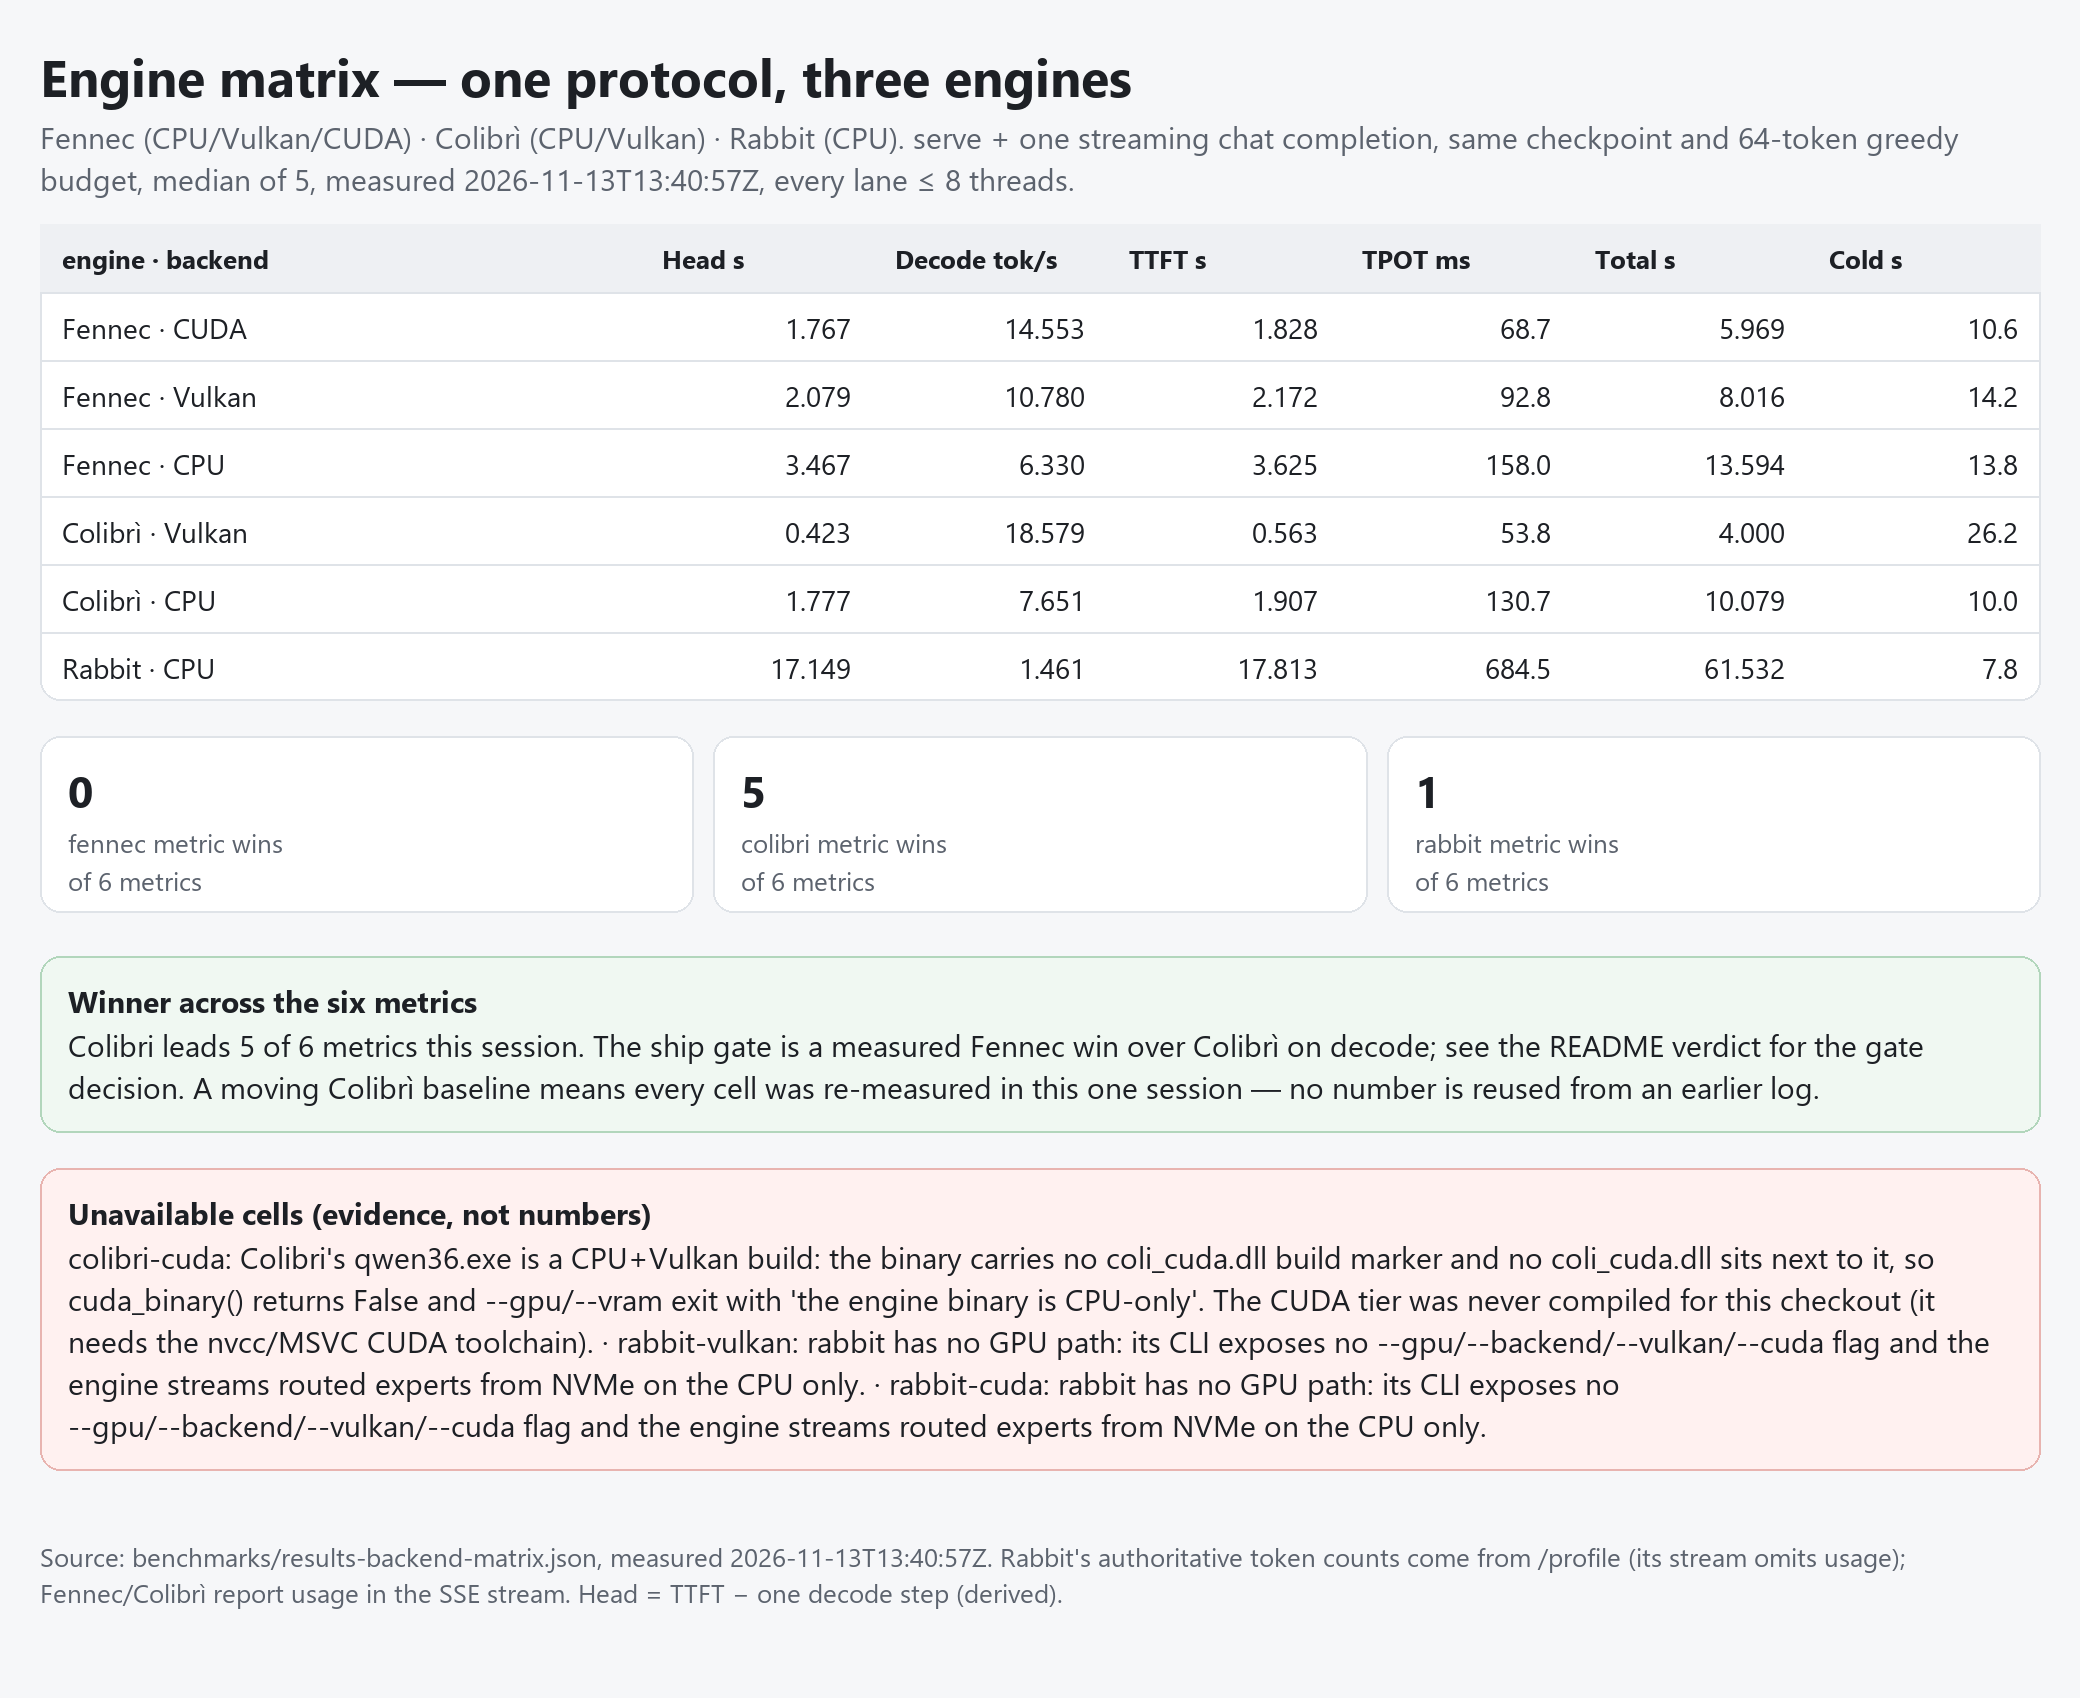 Engine matrix — one protocol, three engines
Fennec (CPU/Vulkan/CUDA) · Colibrì (CPU/Vulkan) · Rabbit (CPU). serve + one streaming chat completion, same checkpoint and 64-token greedy
budget, median of 5, measured 2026-11-13T13:40:57Z, every lane ≤ 8 threads.
engine · backend Head s Decode tok/s TTFT s TPOT ms Total s Cold s
Fennec · CUDA 1.767 14.553 1.828 68.7 5.969 10.6
Fennec · Vulkan 2.079 10.780 2.172 92.8 8.016 14.2
Fennec · CPU 3.467 6.330 3.625 158.0 13.594 13.8
Colibrì · Vulkan 0.423 18.579 0.563 53.8 4.000 26.2
Colibrì · CPU 1.777 7.651 1.907 130.7 10.079 10.0
Rabbit · CPU 17.149 1.461 17.813 684.5 61.532 7.8
0
fennec metric wins
of 6 metrics
5
colibri metric wins
of 6 metrics
1
rabbit metric wins
of 6 metrics
Winner across the six metrics
Colibri leads 5 of 6 metrics this session. The ship gate is a measured Fennec win over Colibrì on decode; see the README verdict for the gate
decision. A moving Colibrì baseline means every cell was re-measured in this one session — no number is reused from an earlier log.
Unavailable cells (evidence, not numbers)
colibri-cuda: Colibri's qwen36.exe is a CPU+Vulkan build: the binary carries no coli_cuda.dll build marker and no coli_cuda.dll sits next to it, so
cuda_binary() returns False and --gpu/--vram exit with 'the engine binary is CPU-only'. The CUDA tier was never compiled for this checkout (it
needs the nvcc/MSVC CUDA toolchain). · rabbit-vulkan: rabbit has no GPU path: its CLI exposes no --gpu/--backend/--vulkan/--cuda flag and the
engine streams routed experts from NVMe on the CPU only. · rabbit-cuda: rabbit has no GPU path: its CLI exposes no
--gpu/--backend/--vulkan/--cuda flag and the engine streams routed experts from NVMe on the CPU only.
Source: benchmarks/results-backend-matrix.json, measured 2026-11-13T13:40:57Z. Rabbit's authoritative token counts come from /profile (its stream omits usage);
Fennec/Colibrì report usage in the SSE stream. Head = TTFT − one decode step (derived).